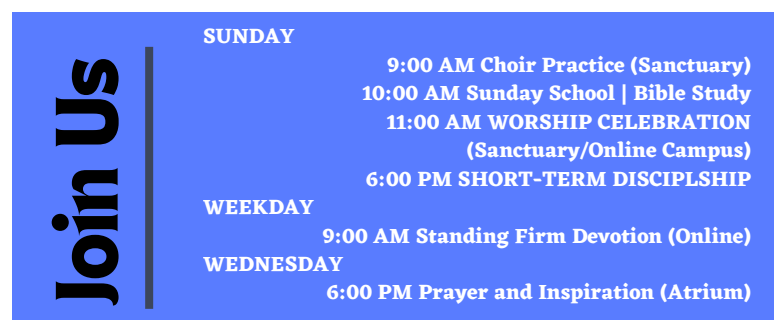 Join Us
SUNDAY
9:00 AM Choir Practice (Sanctuary)
10:00 AM Sunday School | Bible Study
11:00 AM WORSHIP CELEBRATION
(Sanctuary/Online Campus)
6:00 PM SHORT-TERM DISCIPLSHIP
WEEKDAY
9:00 AM Standing Firm Devotion (Online)
WEDNESDAY
6:00 PM Prayer and Inspiration (Atrium)